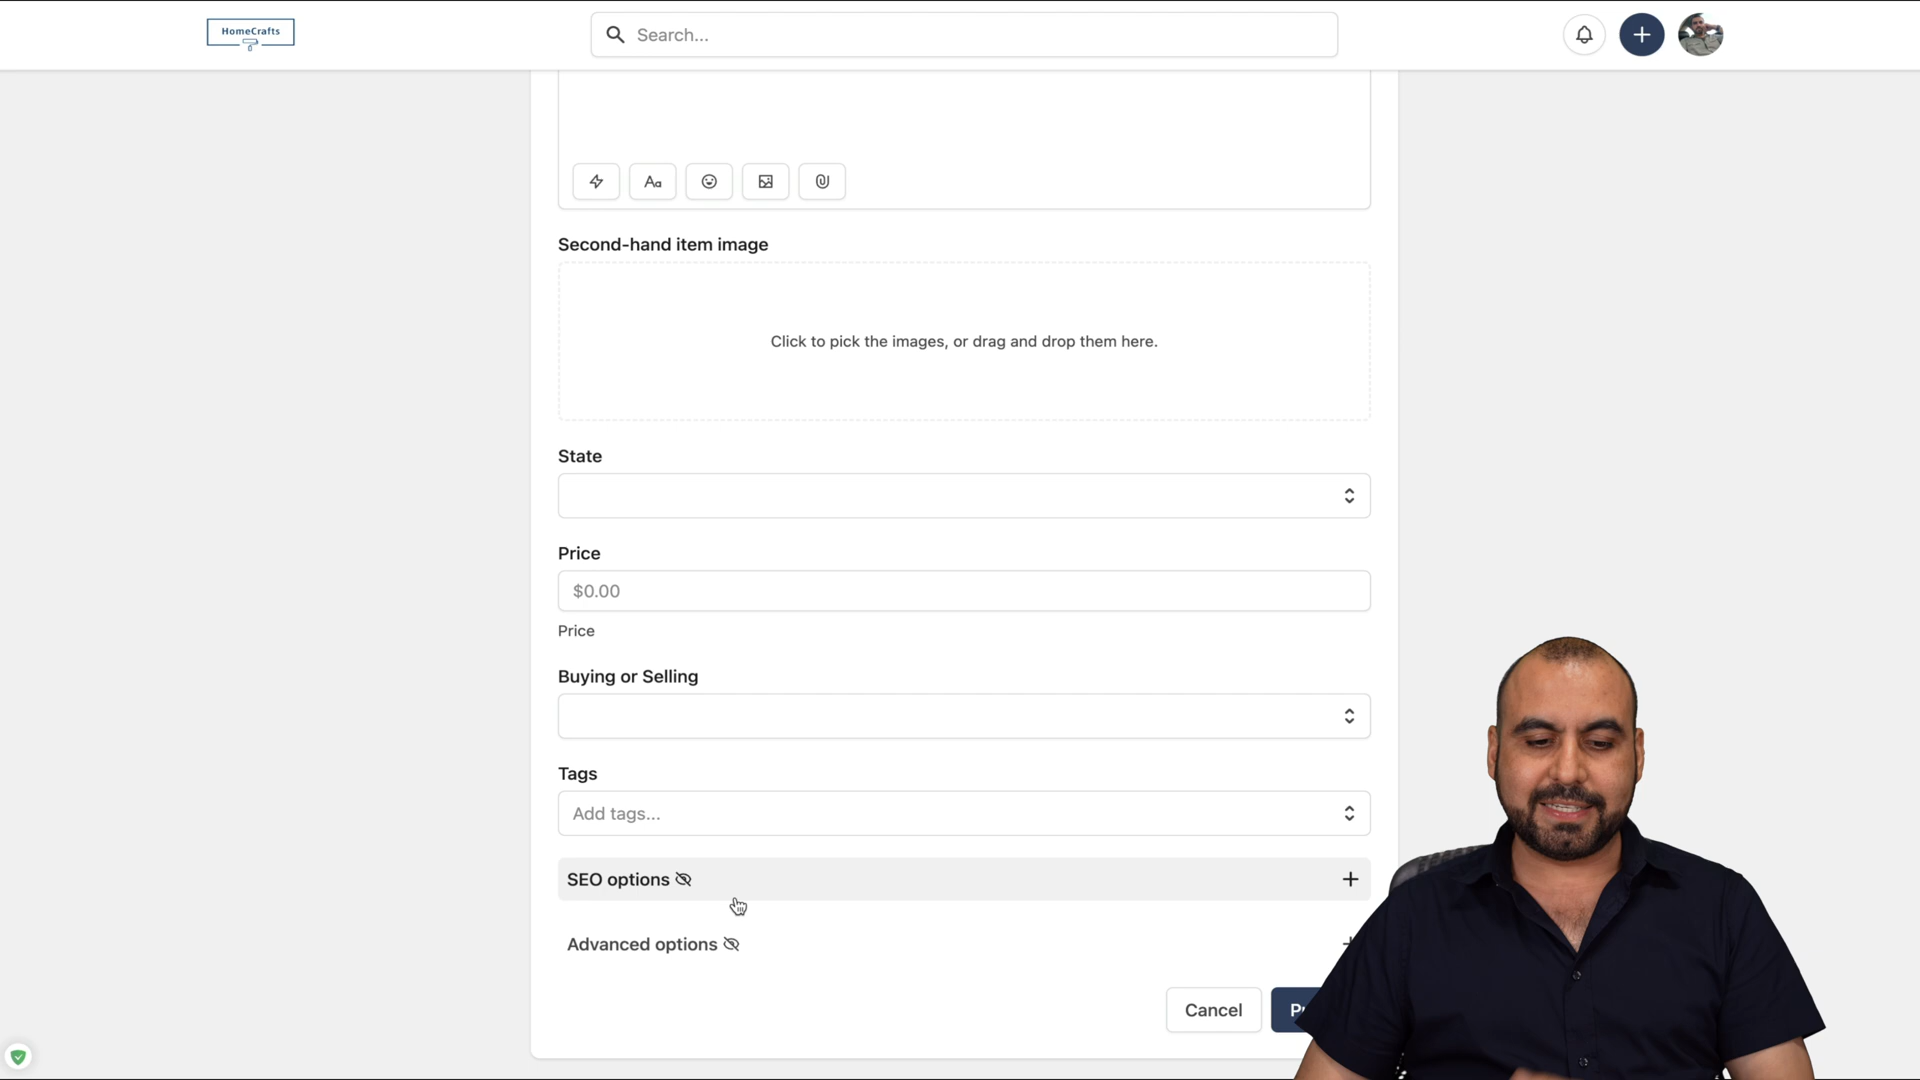 HomeCrafts
Search...
Aa
Second-hand item image
Click to pick the images, or drag and drop them here.
State
Price
$0.00
Price
Buying or Selling
Tags
Add tags...
SEO options
Advanced options
Cancel